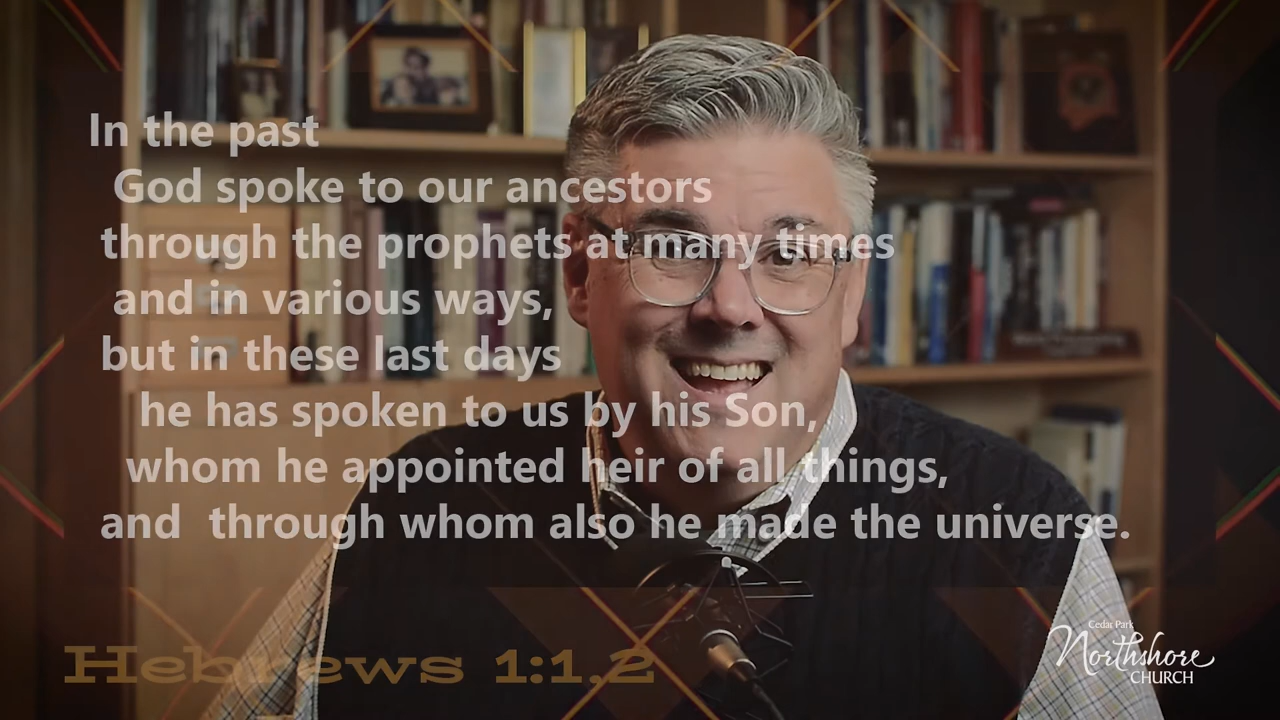 In the past
God spoke to our ancestors
through the prophets at many times
and in various ways,
but in these last days
he has spoken to us by his Son,
whom he appointed heir of all things,
and through whom also he made the universe.
Hebrews 1:1.2
Cedar Park
Northshore
CHURCH